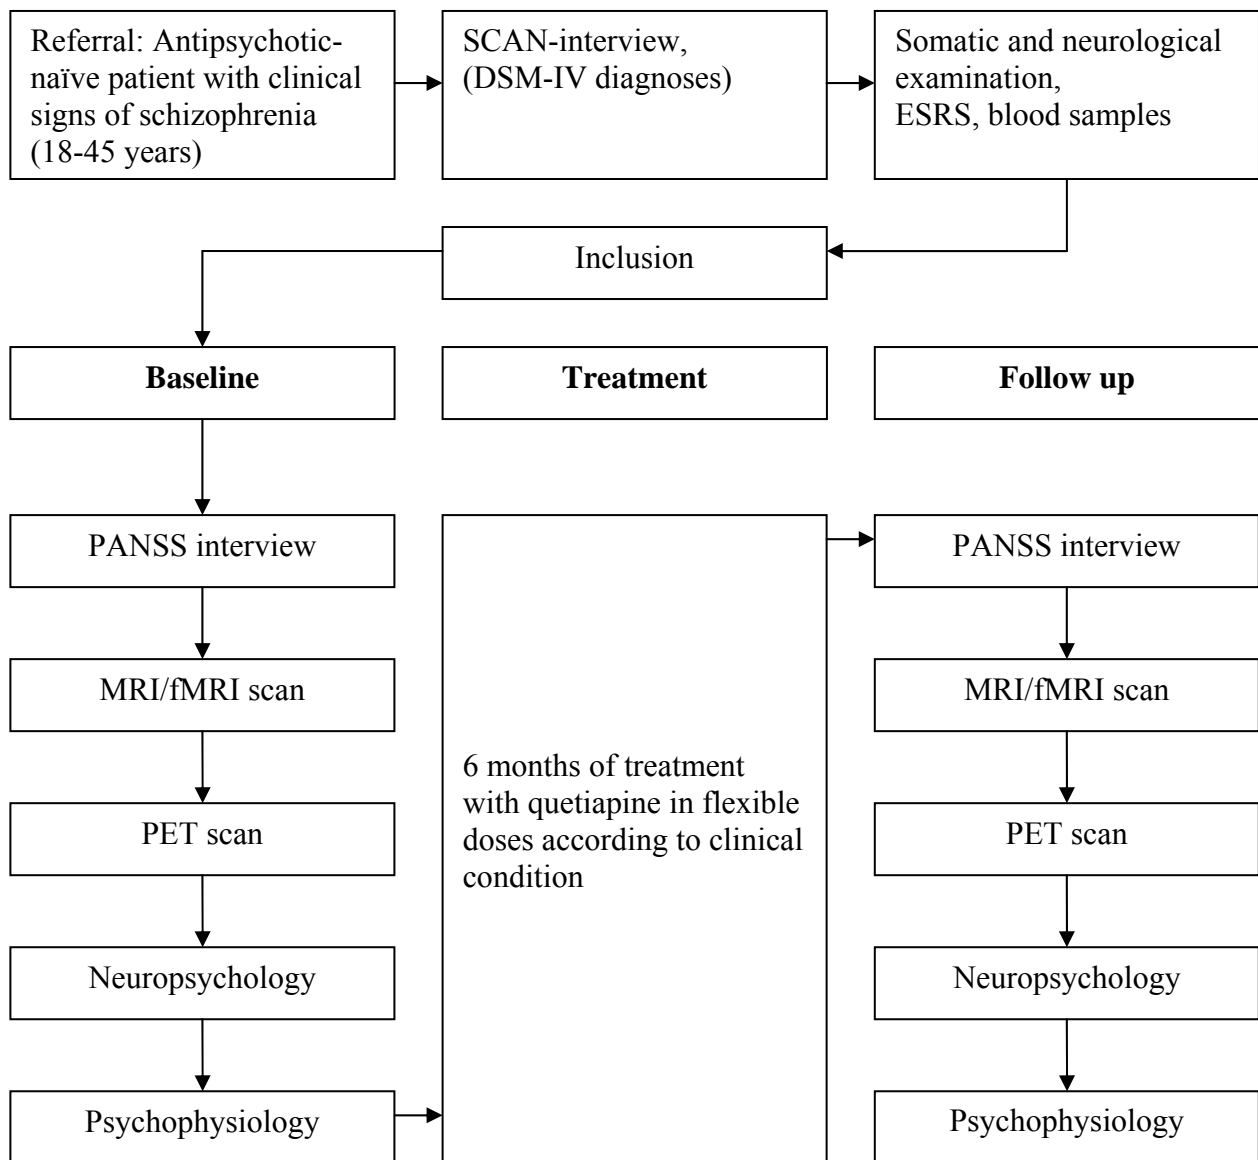 Referral: Antipsychotic-
naïve patient with clinical
signs of schizophrenia
(18-45 years)
SCAN-interview,
(DSM-IV diagnoses)
Somatic and neurological
examination,
ESRS, blood samples
Inclusion
Baseline
Treatment
Follow up
PANSS interview
MRI/fMRI scan
PET scan
Neuropsychology
Psychophysiology
6 months of treatment
with quetiapine in flexible
doses according to clinical
condition
PANSS interview
MRI/fMRI scan
PET scan
Neuropsychology
Psychophysiology